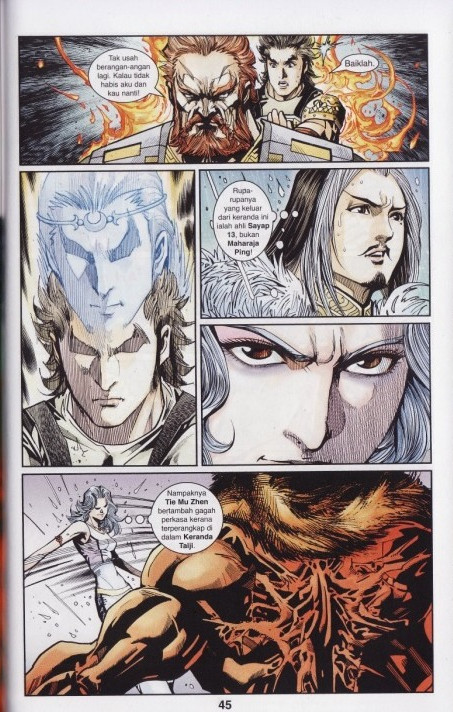 Tak usah
berangan-angan
lagi. Kalau tidak
habis aku dan
kau nanti!
Baiklah.
Rupa-
rupanya
yang keluar
dari keranda ini
ialah ahli Sayap
13, bukan
Maharaja
Ping!
Nampaknya
Tie Mu Zhen
bertambah gagah
perkasa kerana
terperangkap di
dalam Keranda
Taiji.
45